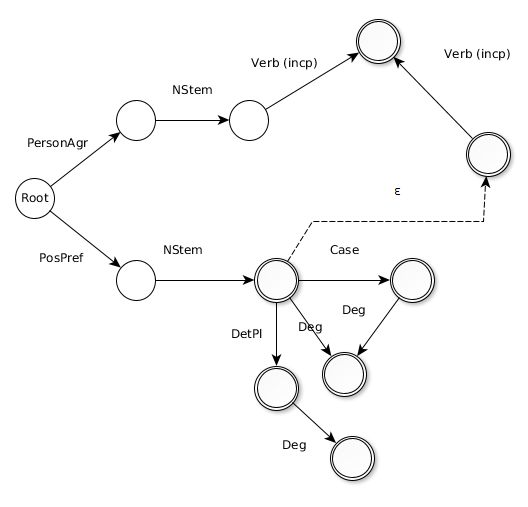 Verb (incp)
Verb (incp)
NStem
PersonAgr
Root
ε
PosPref
NStem
Case
Deg
Deg
DetPl
Deg